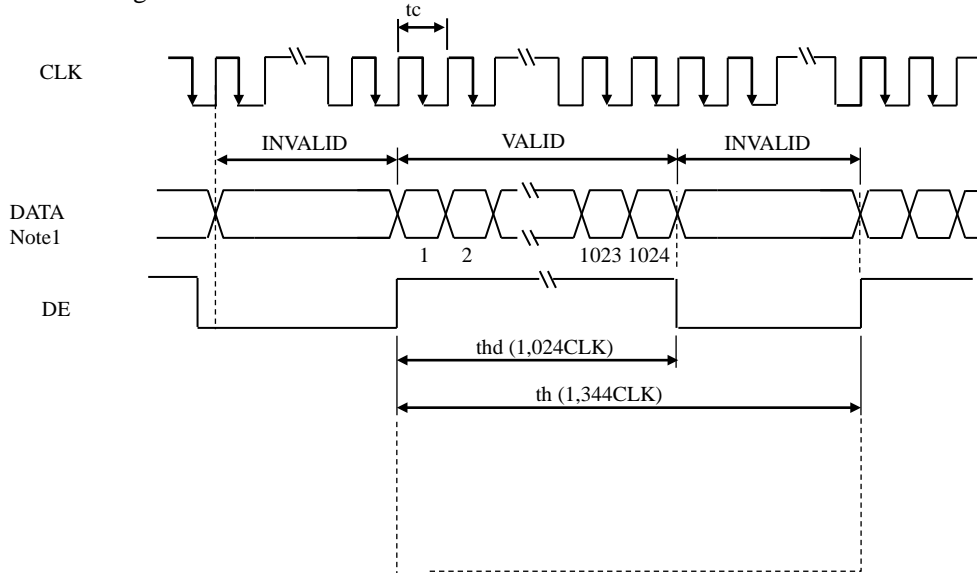 tc
CLK
INVALID VALID INVALID
DATA
Note1
1 2 1023 1024
DE
thd (1,024CLK)
th (1,344CLK)